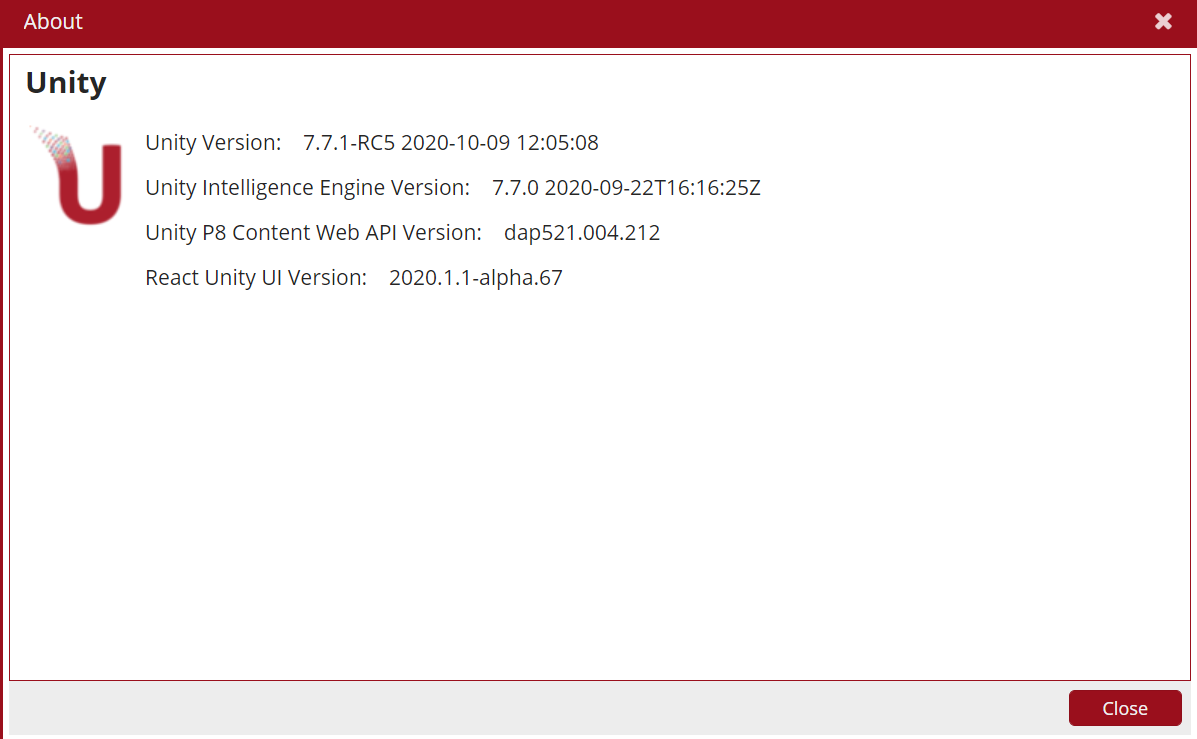 About
Unity
Unity Version: 7.7.1-RC5 2020-10-09 12:05:08
Unity Intelligence Engine Version: 7.7.0 2020-09-22T16:16:25Z
Unity P8 Content Web API Version: dap521.004.212
React Unity UI Version: 2020.1.1-alpha.67
Close